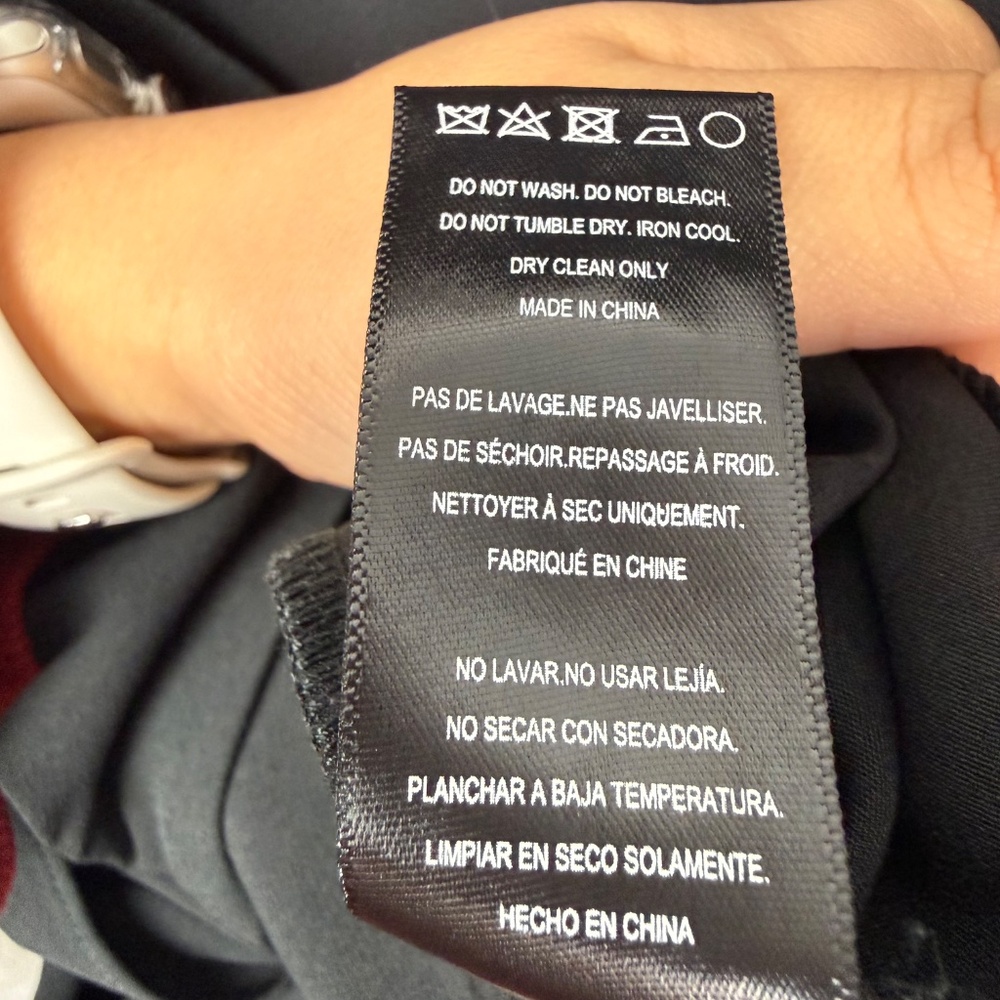 DO NOT WASH. DO NOT BLEACH.
DO NOT TUMBLE DRY. IRON COOL.
DRY CLEAN ONLY
MADE IN CHINA
PAS DE LAVAGE.NE PAS JAVELLISER.
PAS DE SÉCHOIR.REPASSAGE À FROID.
NETTOYER À SEC UNIQUEMENT.
FABRIQUÉ EN CHINE
NO LAVAR.NO USAR LEJÍA.
NO SECAR CON SECADORA.
PLANCHAR A BAJA TEMPERATURA.
LIMPIAR EN SECO SOLAMENTE.
HECHO EN CHINA